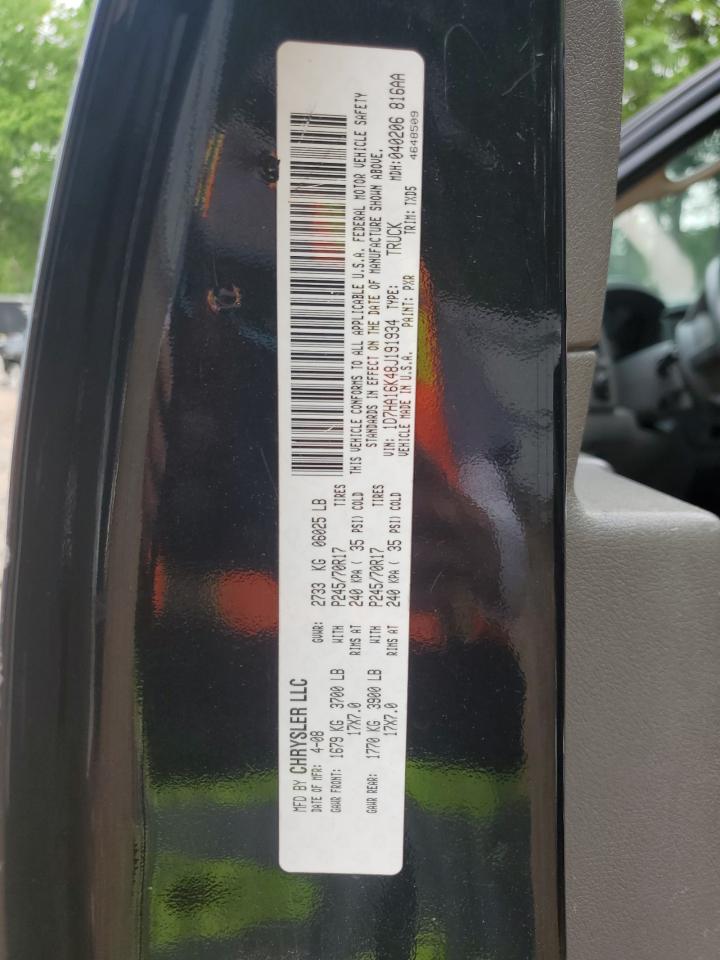 MFD BY CHRYSLER LLC
DATE OF MFR: 4-08 GVWR: 2733 KG 06025 LB
GAWR FRONT: 1679 KG 3700 LB WITH P245/70R17 TIRES
17X7.0 RIMS AT 240 KPA ( 35 PSI) COLD
GAWR REAR: 1770 KG 3900 LB WITH P245/70R17 TIRES
17X7.0 RIMS AT 240 KPA ( 35 PSI) COLD
THIS VEHICLE CONFORMS TO ALL APPLICABLE U.S.A. FEDERAL MOTOR VEHICLE SAFETY
STANDARDS IN EFFECT ON THE DATE OF MANUFACTURE SHOWN ABOVE.
VIN: 1D7HA16K48J191934 TYPE: TRUCK MDH:040206 816AA
VEHICLE MADE IN U.S.A. PAINT: PXR TRIM: TXD5 4648509